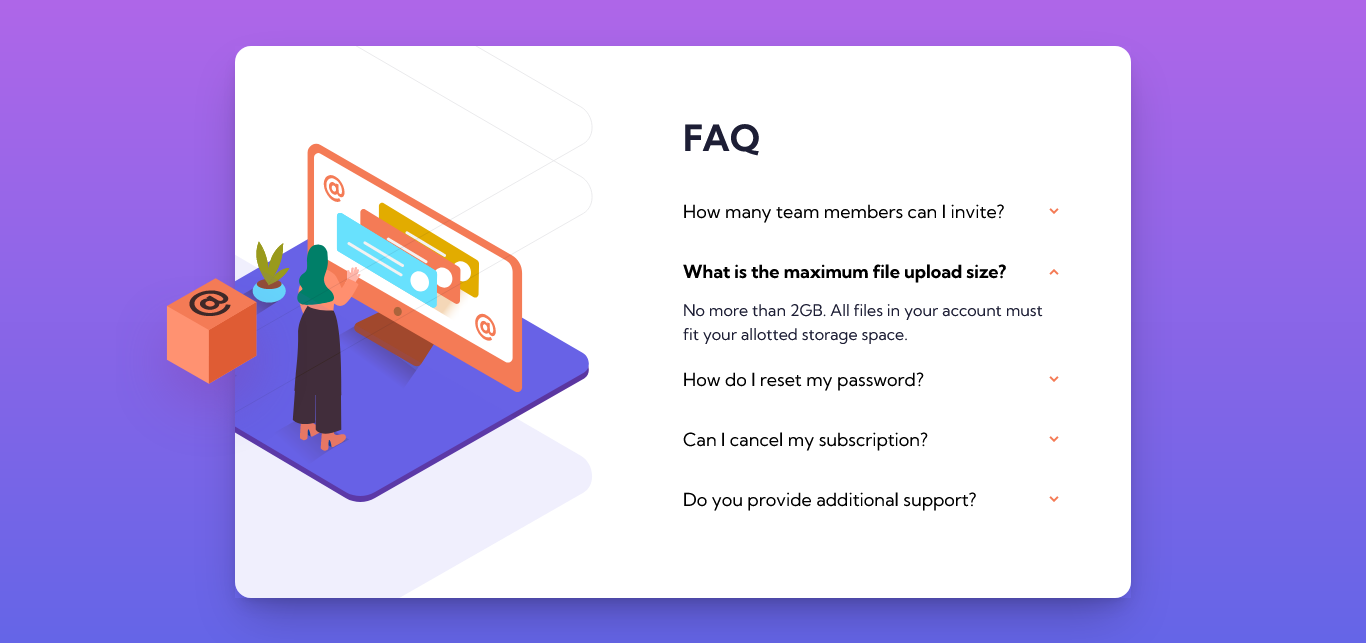 FAQ
How many team members can I invite?
What is the maximum file upload size?
No more than 2GB. All files in your account must
fit your allotted storage space.
How do I reset my password?
Can I cancel my subscription?
Do you provide additional support?
@
@
@